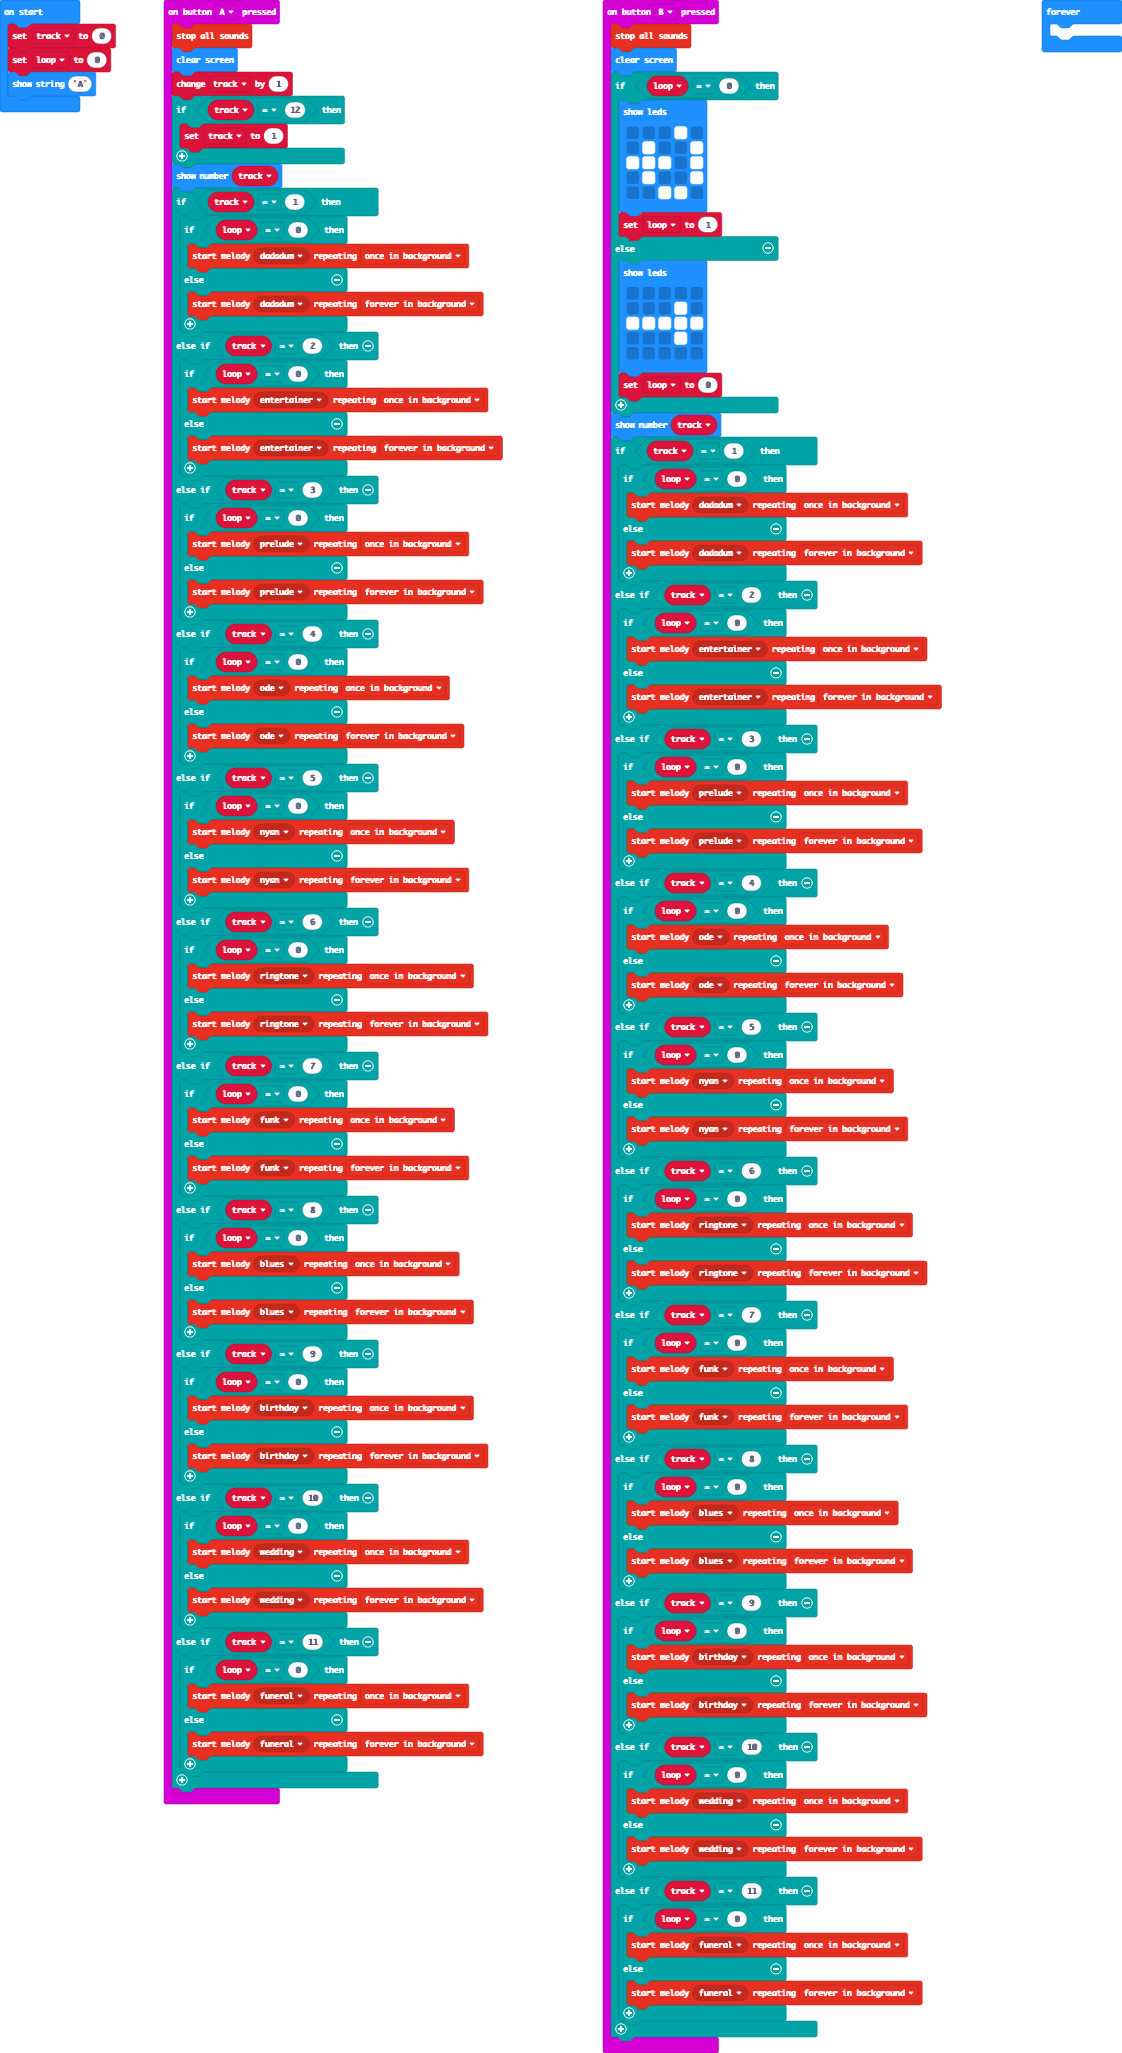 on start
set track to 0
set loop to 0
show string "A"
on button A pressed
stop all sounds
clear screen
change track by 1
if track = 12 then
set track to 1
show number track
if track = 1 then
if loop = 0 then
start melody dadadum repeating once in background
else
start melody dadadum repeating forever in background
else if track = 2 then
if loop = 0 then
start melody entertainer repeating once in background
else
start melody entertainer repeating forever in background
else if track = 3 then
if loop = 0 then
start melody prelude repeating once in background
else
start melody prelude repeating forever in background
else if track = 4 then
if loop = 0 then
start melody ode repeating once in background
else
start melody ode repeating forever in background
else if track = 5 then
if loop = 0 then
start melody nyan repeating once in background
else
start melody nyan repeating forever in background
else if track = 6 then
if loop = 0 then
start melody ringtone repeating once in background
else
start melody ringtone repeating forever in background
else if track = 7 then
if loop = 0 then
start melody funk repeating once in background
else
start melody funk repeating forever in background
else if track = 8 then
if loop = 0 then
start melody blues repeating once in background
else
start melody blues repeating forever in background
else if track = 9 then
if loop = 0 then
start melody birthday repeating once in background
else
start melody birthday repeating forever in background
else if track = 10 then
if loop = 0 then
start melody wedding repeating once in background
else
start melody wedding repeating forever in background
else if track = 11 then
if loop = 0 then
start melody funeral repeating once in background
else
start melody funeral repeating forever in background
on button B pressed
stop all sounds
clear screen
if loop = 0 then
show leds
set loop to 1
else
show leds
set loop to 0
show number track
if track = 1 then
if loop = 0 then
start melody dadadum repeating once in background
else
start melody dadadum repeating forever in background
else if track = 2 then
if loop = 0 then
start melody entertainer repeating once in background
else
start melody entertainer repeating forever in background
else if track = 3 then
if loop = 0 then
start melody prelude repeating once in background
else
start melody prelude repeating forever in background
else if track = 4 then
if loop = 0 then
start melody ode repeating once in background
else
start melody ode repeating forever in background
else if track = 5 then
if loop = 0 then
start melody nyan repeating once in background
else
start melody nyan repeating forever in background
else if track = 6 then
if loop = 0 then
start melody ringtone repeating once in background
else
start melody ringtone repeating forever in background
else if track = 7 then
if loop = 0 then
start melody funk repeating once in background
else
start melody funk repeating forever in background
else if track = 8 then
if loop = 0 then
start melody blues repeating once in background
else
start melody blues repeating forever in background
else if track = 9 then
if loop = 0 then
start melody birthday repeating once in background
else
start melody birthday repeating forever in background
else if track = 10 then
if loop = 0 then
start melody wedding repeating once in background
else
start melody wedding repeating forever in background
else if track = 11 then
if loop = 0 then
start melody funeral repeating once in background
else
start melody funeral repeating forever in background
forever